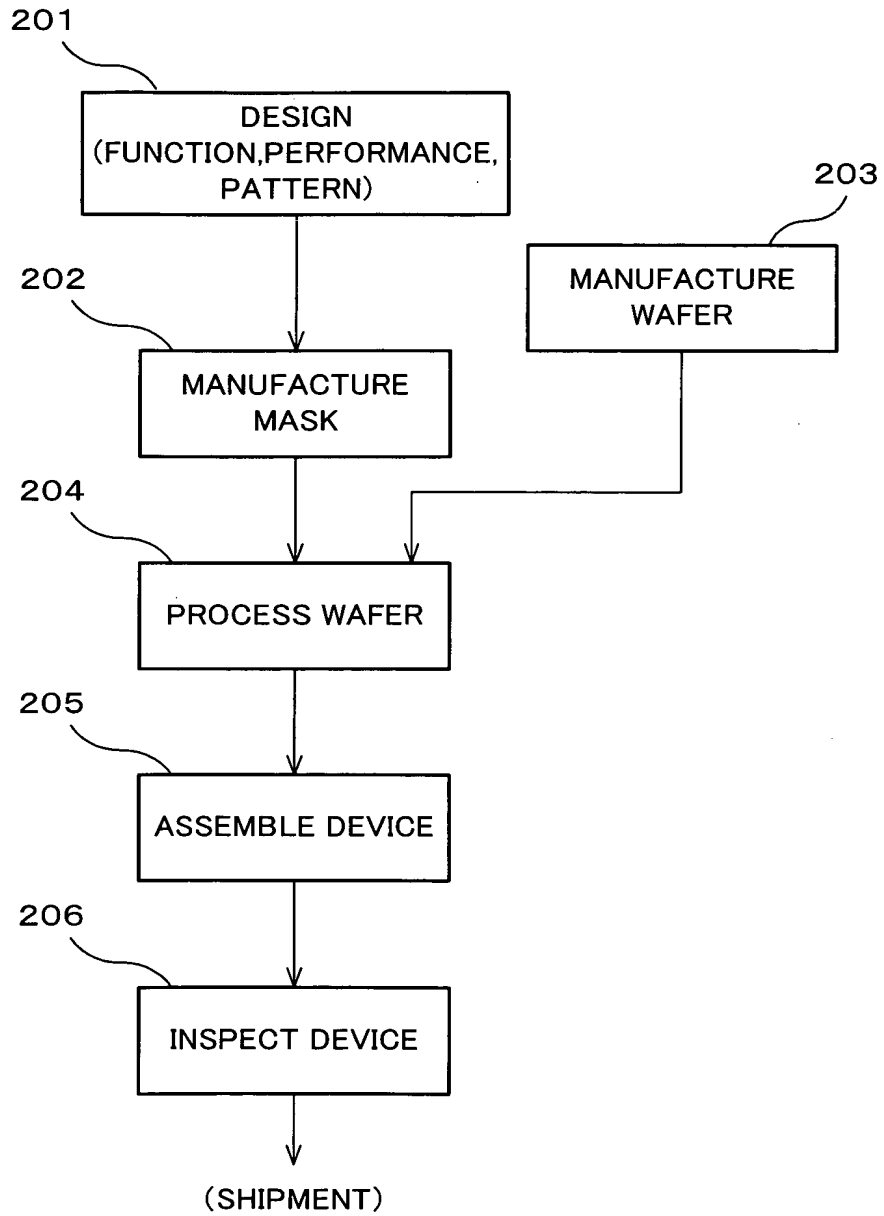 201
DESIGN
(FUNCTION,PERFORMANCE,
PATTERN)
203
202
MANUFACTURE
WAFER
MANUFACTURE
MASK
204
PROCESS WAFER
205
ASSEMBLE DEVICE
206
INSPECT DEVICE
(SHIPMENT)